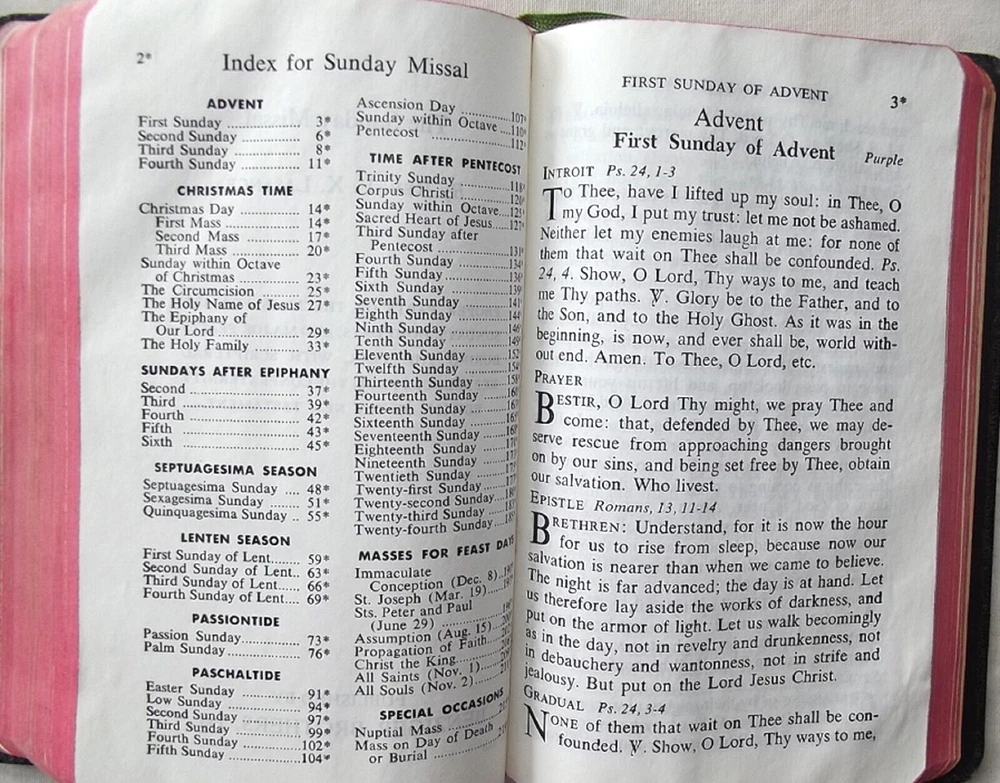 2*
Index for Sunday Missal
ADVENT
First Sunday .............. 3*
Second Sunday .......... 6*
Third Sunday ............. 8*
Fourth Sunday ........... 11*
CHRISTMAS TIME
Christmas Day ........... 14*
First Mass ................ 14*
Second Mass ............ 17*
Third Mass ............... 20*
Sunday within Octave
of Christmas ............ 23*
The Circumcision ....... 25*
The Holy Name of Jesus 27*
The Epiphany of
Our Lord ................. 29*
The Holy Family ......... 33*
SUNDAYS AFTER EPIPHANY
Second ...................... 37*
Third ......................... 39*
Fourth ....................... 42*
Fifth .......................... 43*
Sixth ......................... 45*
SEPTUAGESIMA SEASON
Septuagesima Sunday .... 48*
Sexagesima Sunday ..... 51*
Quinquagesima Sunday .. 55*
LENTEN SEASON
First Sunday of Lent..... 59*
Second Sunday of Lent.. 63*
Third Sunday of Lent..... 66*
Fourth Sunday of Lent.... 69*
PASSIONTIDE
Passion Sunday............ 73*
Palm Sunday .............. 76*
PASCHALTIDE
Easter Sunday ............ 91*
Low Sunday ............... 94*
Second Sunday ........... 97*
Third Sunday .............. 99*
Fourth Sunday ............ 102*
Fifth Sunday ............... 104*
Ascension Day ............107*
Sunday within Octave ....110*
Pentecost ..................112*
TIME AFTER PENTECOST
Trinity Sunday ............118*
Corpus Christi ............120*
Sunday within Octave....125*
Sacred Heart of Jesus.....127*
Third Sunday after
Pentecost ................131*
Fourth Sunday ............134*
Fifth Sunday ..............136*
Sixth Sunday ..............139*
Seventh Sunday ..........141*
Eighth Sunday ............144*
Ninth Sunday ..............146*
Tenth Sunday .............149*
Eleventh Sunday .........152
Twelfth Sunday ...........154
Thirteenth Sunday .......158
Fourteenth Sunday
Fifteenth Sunday
Sixteenth Sunday
Seventeenth Sunday
Eighteenth Sunday
Nineteenth Sunday
Twentieth Sunday
Twenty-first Sunday
Twenty-second Sunday
Twenty-third Sunday
Twenty-fourth Sunday
MASSES FOR FEAST DAYS
Immaculate
Conception (Dec. 8)
St. Joseph (Mar. 19)
Sts. Peter and Paul
(June 29)
Assumption (Aug. 15)
Propagation of Faith
Christ the King
All Saints (Nov. 1)
All Souls (Nov. 2)
SPECIAL OCCASIONS
Nuptial Mass
Mass on Day of Death
or Burial
FIRST SUNDAY OF ADVENT
3*
Advent
First Sunday of Advent
Purple
INTROIT Ps. 24, 1-3
To Thee, have I lifted up my soul: in Thee, O
my God, I put my trust: let me not be ashamed.
Neither let my enemies laugh at me: for none of
them that wait on Thee shall be confounded. Ps.
24, 4. Show, O Lord, Thy ways to me, and teach
me Thy paths. ℣. Glory be to the Father, and to
the Son, and to the Holy Ghost. As it was in the
beginning, is now, and ever shall be, world with-
out end. Amen. To Thee, O Lord, etc.
PRAYER
BESTIR, O Lord Thy might, we pray Thee and
come: that, defended by Thee, we may de-
serve rescue from approaching dangers brought
on by our sins, and being set free by Thee, obtain
our salvation. Who livest.
EPISTLE Romans, 13, 11-14
BRETHREN: Understand, for it is now the hour
for us to rise from sleep, because now our
salvation is nearer than when we came to believe.
The night is far advanced; the day is at hand. Let
us therefore lay aside the works of darkness, and
put on the armor of light. Let us walk becomingly
as in the day, not in revelry and drunkenness, not
in debauchery and wantonness, not in strife and
jealousy. But put on the Lord Jesus Christ.
GRADUAL Ps. 24, 3-4
NONE of them that wait on Thee shall be con-
founded. ℣. Show, O Lord, Thy ways to me,